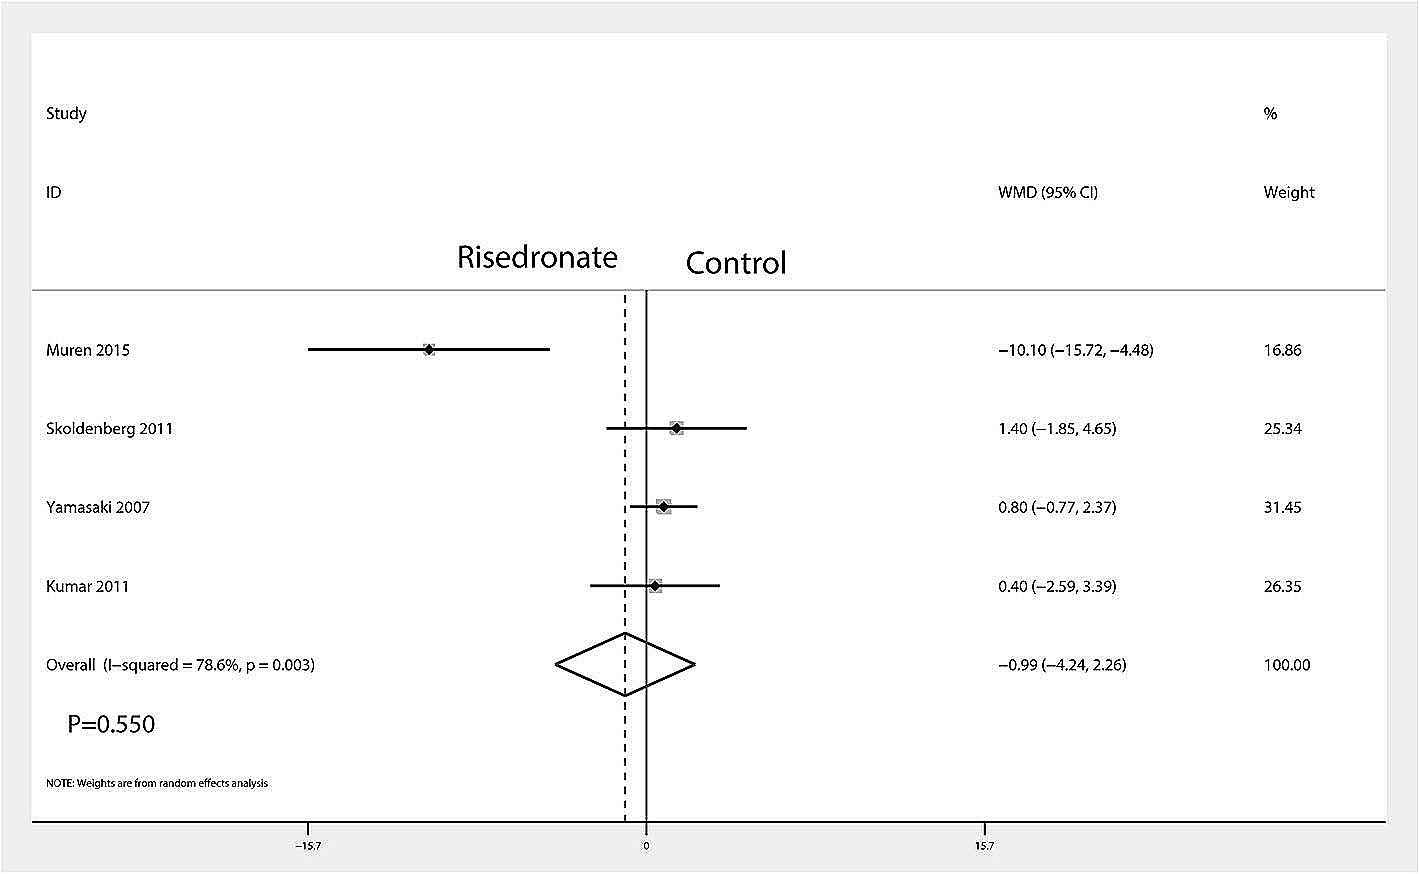 Study %
ID WMD (95% CI) Weight
Risedronate Control
Muren 2015 −10.10 (−15.72, −4.48) 16.86
Skoldenberg 2011 1.40 (−1.85, 4.65) 25.34
Yamasaki 2007 0.80 (−0.77, 2.37) 31.45
Kumar 2011 0.40 (−2.59, 3.39) 26.35
Overall (I−squared = 78.6%, p = 0.003) −0.99 (−4.24, 2.26) 100.00
P=0.550
NOTE: Weights are from random effects analysis
−15.7 0 15.7